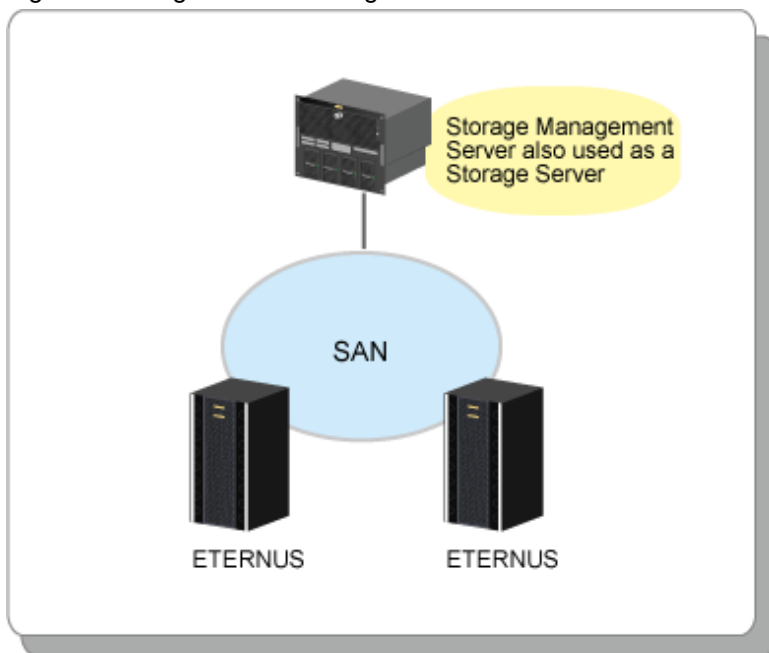 Storage Management
Server also used as a
Storage Server
SAN
ETERNUS
ETERNUS